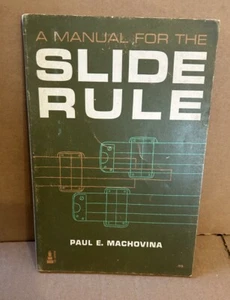 A MANUAL FOR THE
SLIDE
RULE
PAUL E. MACHOVINA